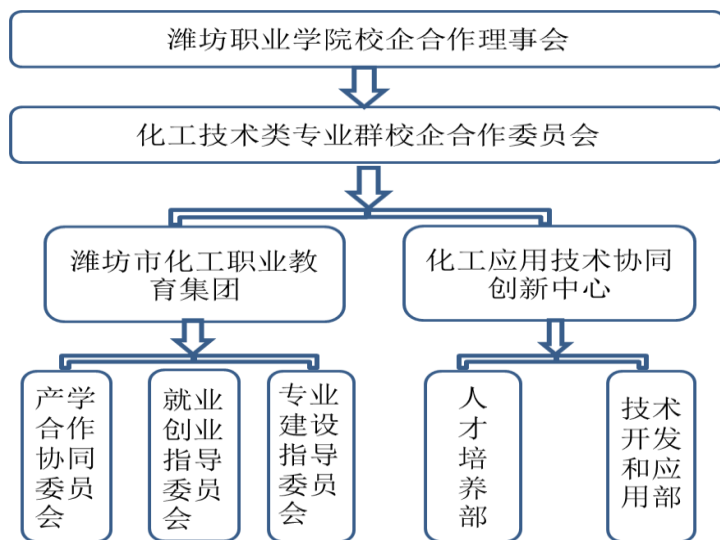 潍坊职业学院校企合作理事会
化工技术类专业群校企合作委员会
潍坊市化工职业教
育集团
化工应用技术协同
创新中心
产学
合作
协同
委员
会
就业
创业
指导
委员
会
专业
建设
指导
委员
会
人
才
培
养
部
技术
开发
和应
用部